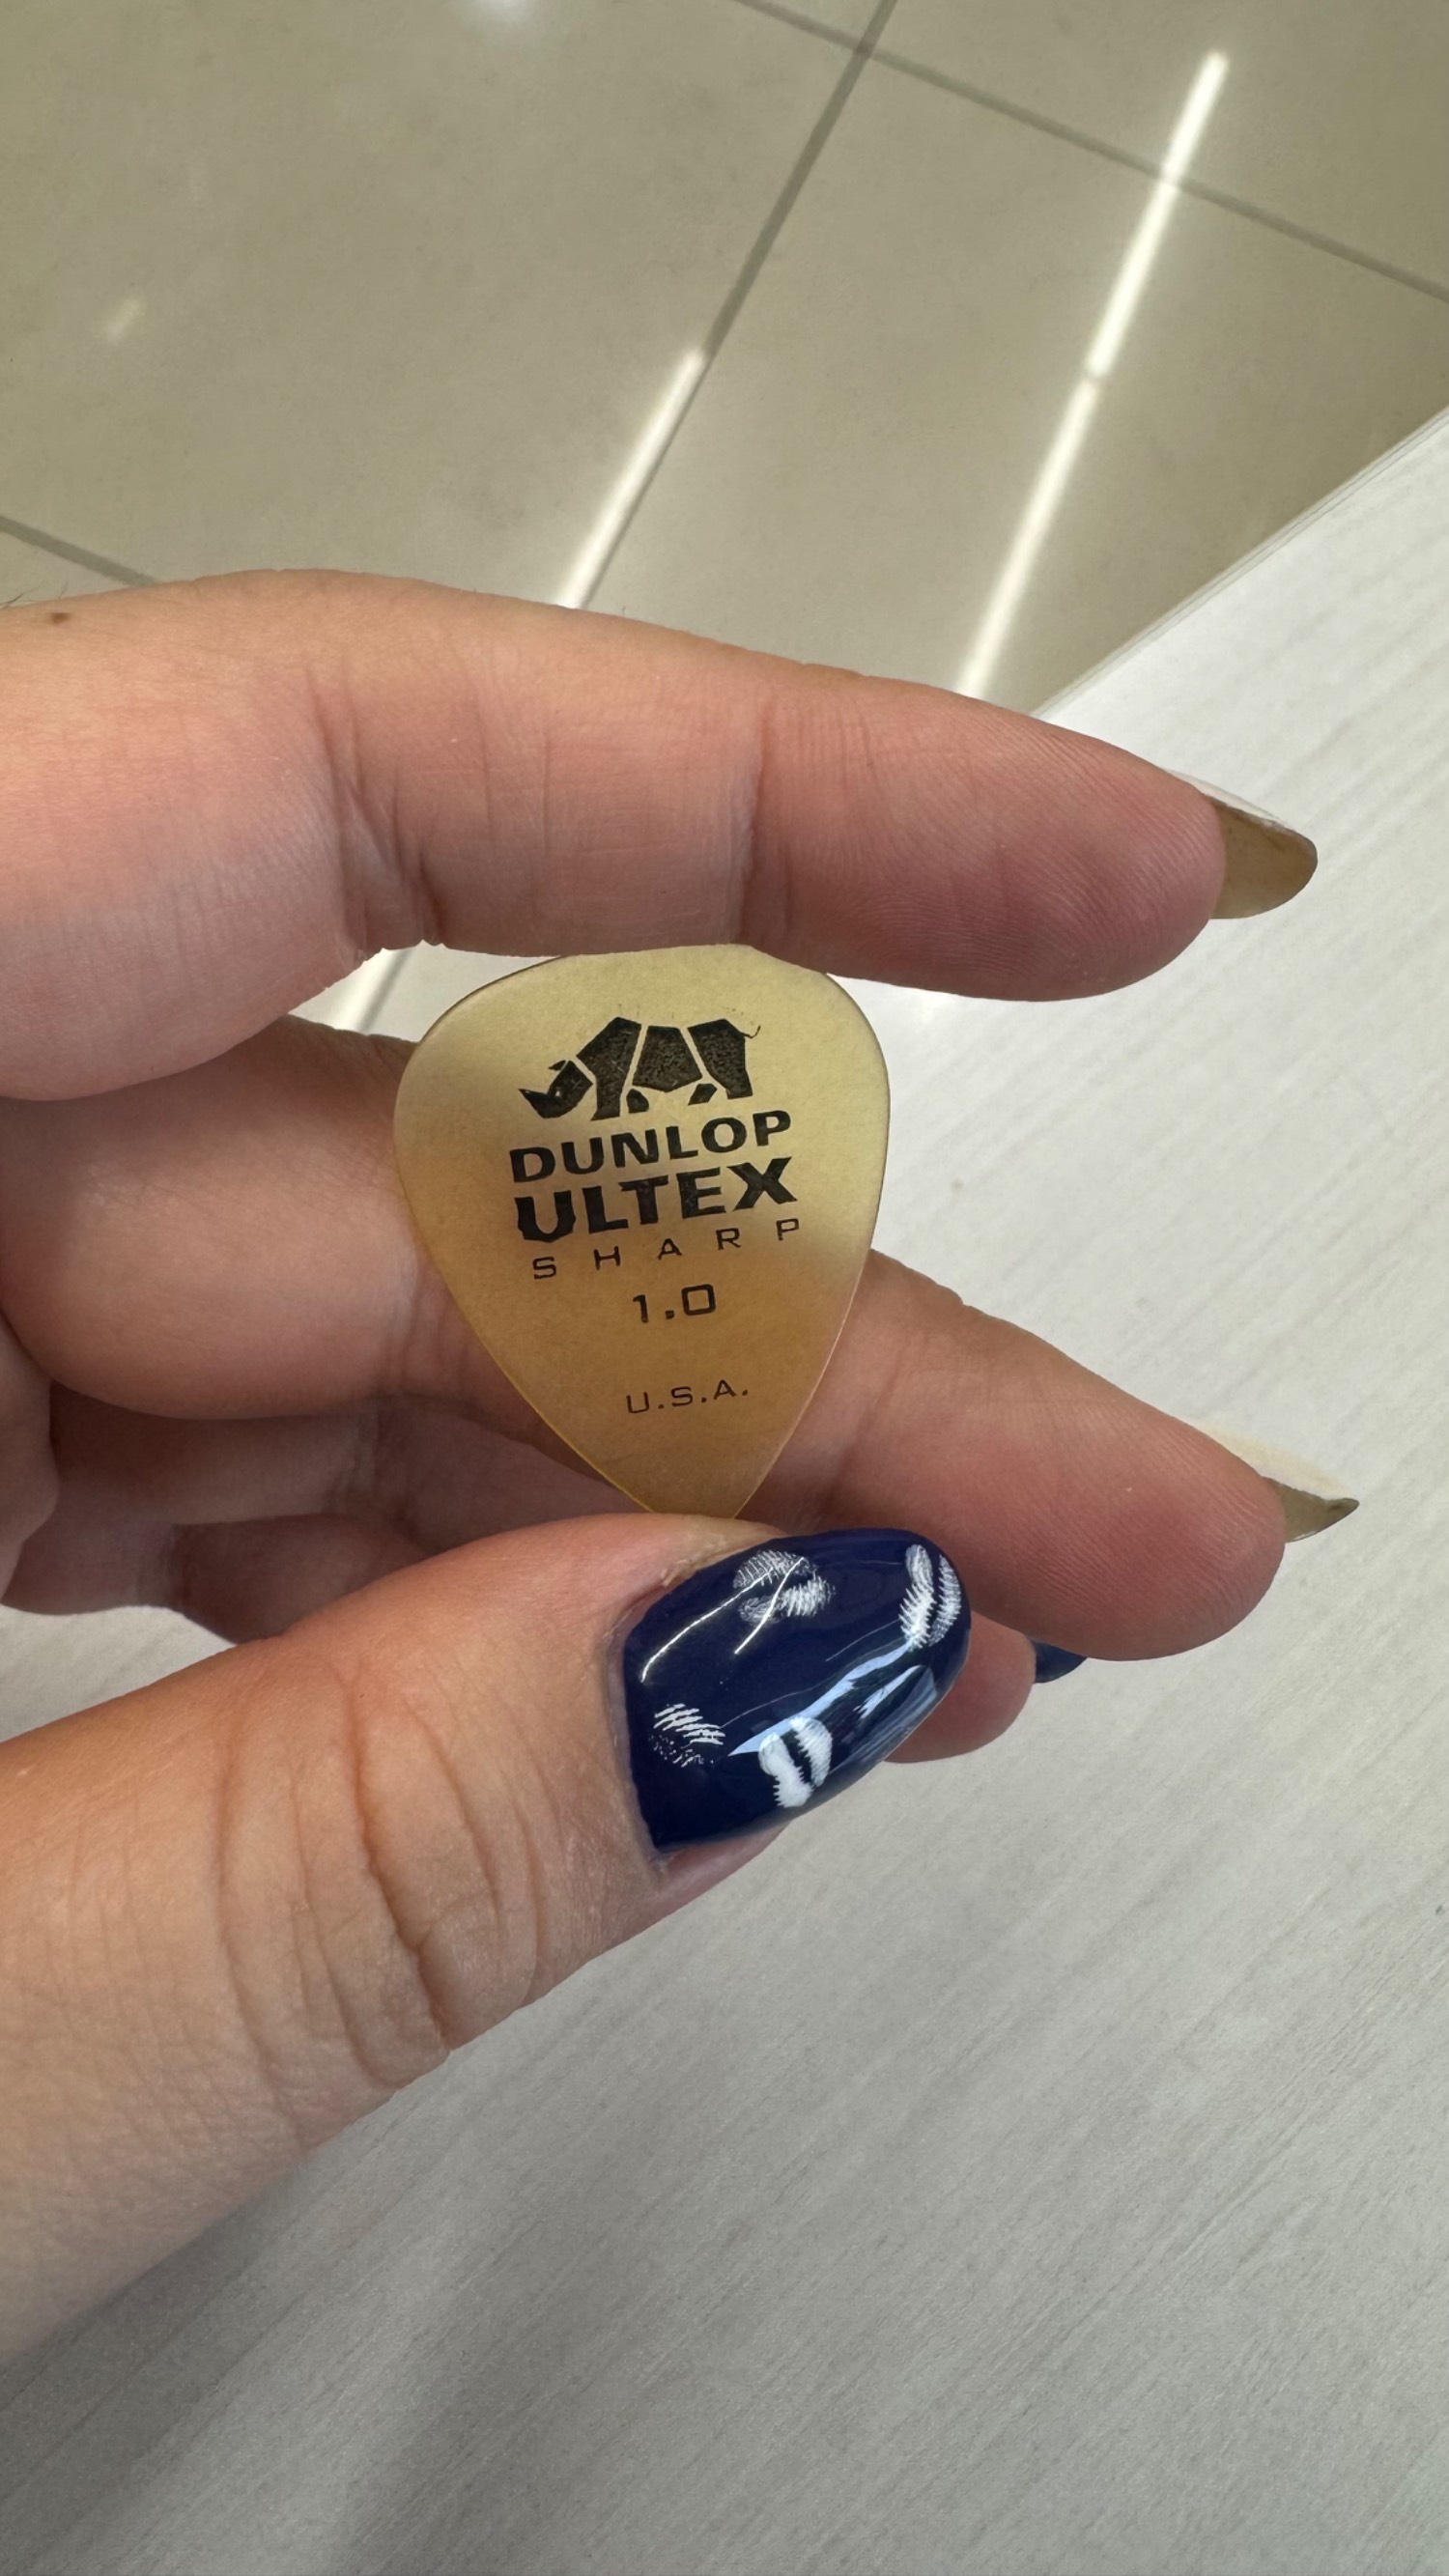 DUNLOP
ULTEX
SHARP
1.0
U.S.A.